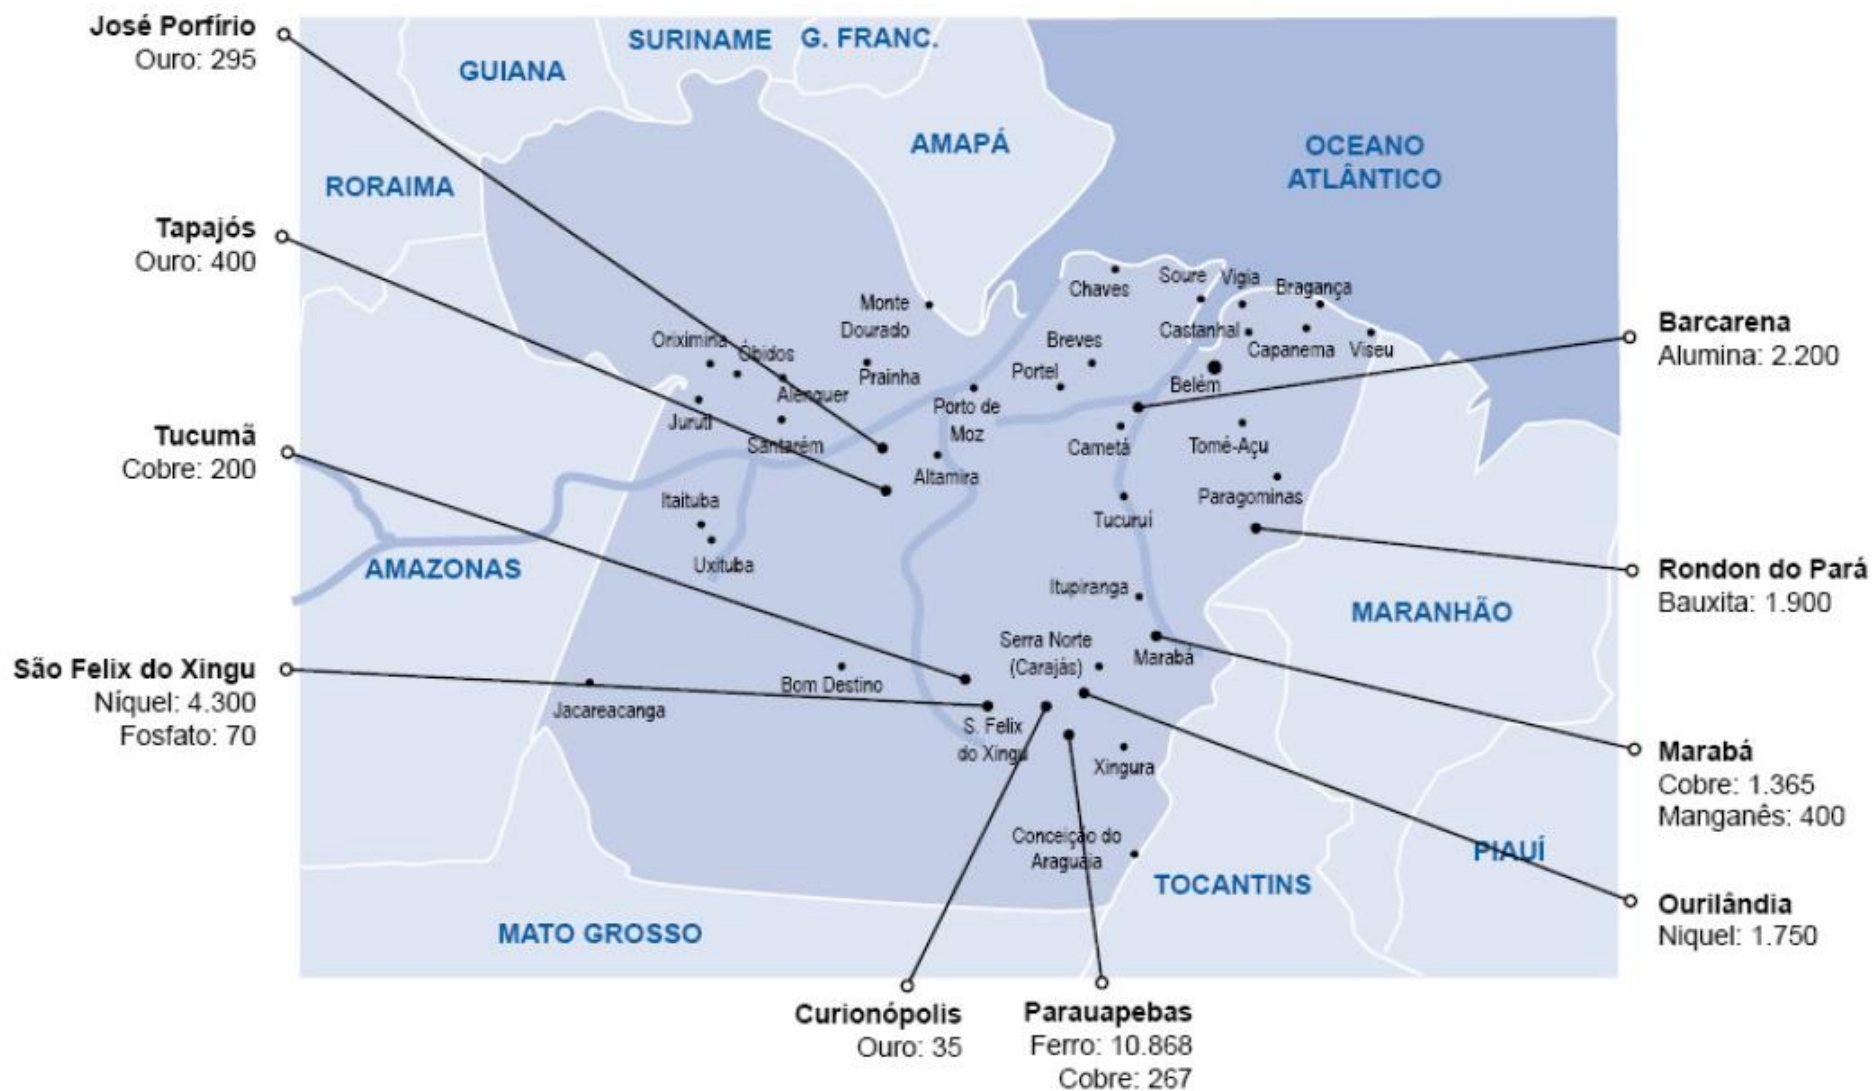 José Porfírio
Ouro: 295
SURINAME
G. FRANC.
GUIANA
AMAPÁ
OCEANO
ATLÂNTICO
RORAIMA
Tapajós
Ouro: 400
Chaves
Soure
Vigia
Bragança
Monte
Dourado
Oriximina
Óbidos
Breves
Castanhal
Capanema
Viseu
Barcarena
Alumina: 2.200
Prainha
Portel
Belém
Alenquer
Juruti
Porto de
Moz
Santarém
Cametá
Tomé-Açu
Tucumã
Cobre: 200
Altamira
Itaituba
Paragominas
Tucuruí
Uxituba
AMAZONAS
Rondon do Pará
Bauxita: 1.900
Itupiranga
MARANHÃO
Serra Norte
(Carajás)
Marabá
São Felix do Xingu
Níquel: 4.300
Fosfato: 70
Bom Destino
Jacareacanga
S. Felix
do Xingu
Xingura
Marabá
Cobre: 1.365
Manganês: 400
Conceição do
Araguaia
PIAUÍ
TOCANTINS
Ourilândia
Niquel: 1.750
MATO GROSSO
Curionópolis
Ouro: 35
Parauapebas
Ferro: 10.868
Cobre: 267